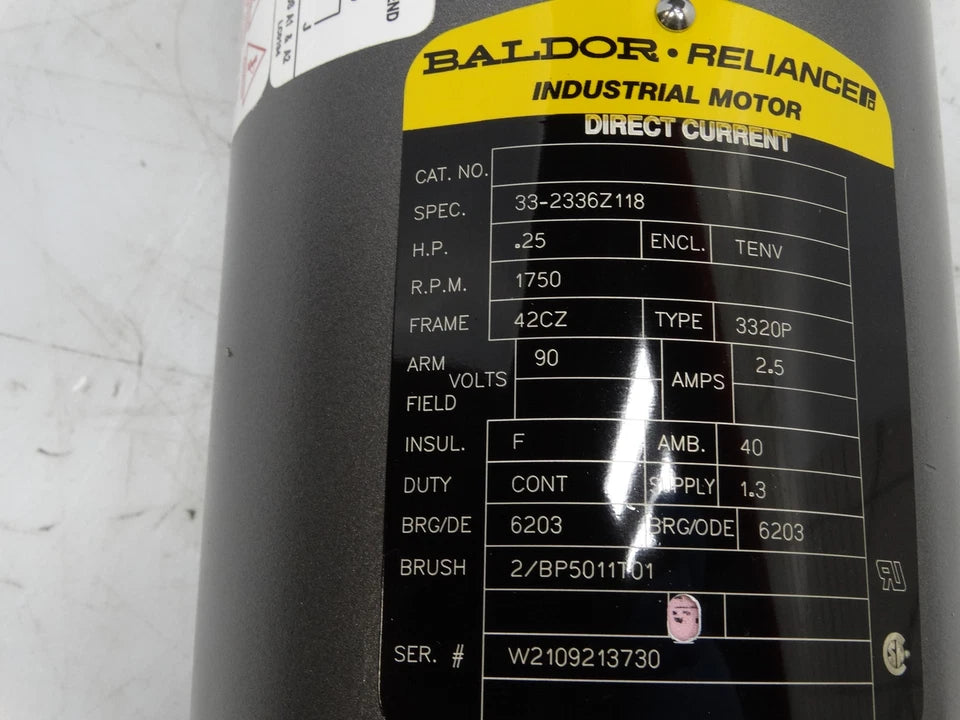 BALDOR • RELIANCE
INDUSTRIAL MOTOR
DIRECT CURRENT
CAT. NO.
SPEC. 33-2336Z118
H.P. .25 ENCL. TENV
R.P.M. 1750
FRAME 42CZ TYPE 3320P
ARM VOLTS 90 AMPS 2.5
FIELD
INSUL. F AMB. 40
DUTY CONT SUPPLY 1.3
BRG/DE 6203 BRG/ODE 6203
BRUSH 2/BP5011T01
SER. # W2109213730